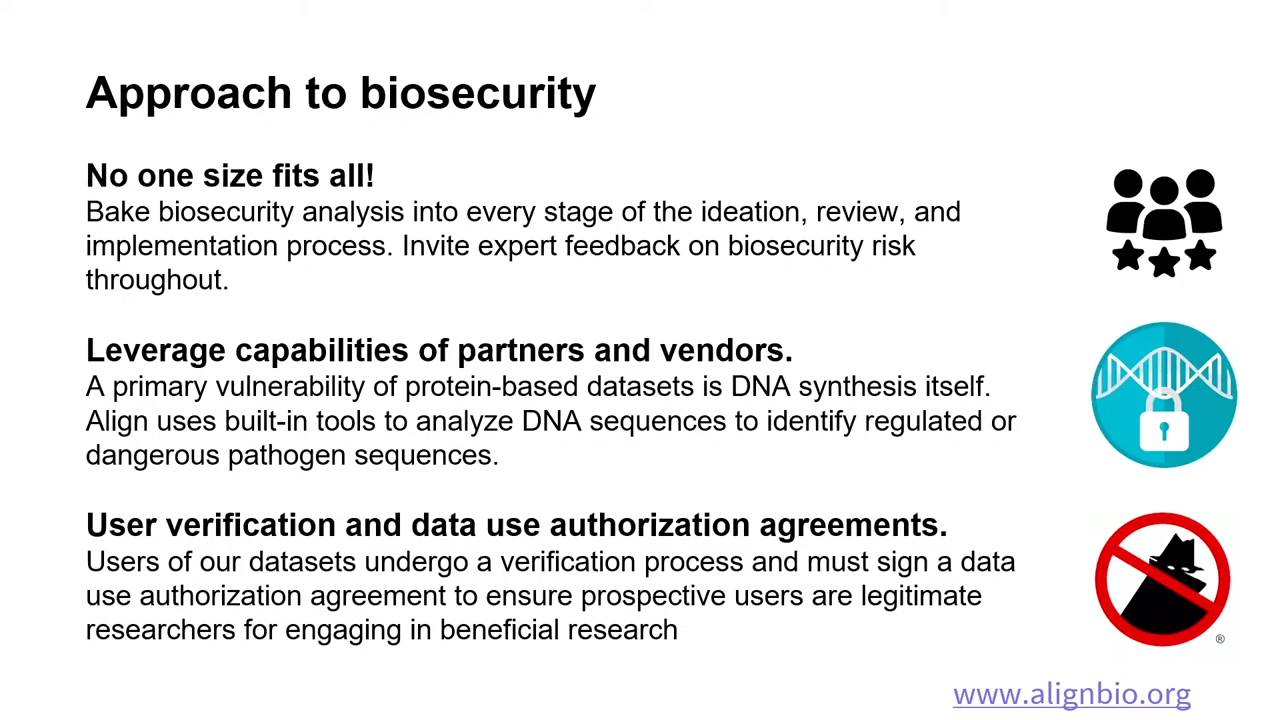 Approach to biosecurity
No one size fits all!
Bake biosecurity analysis into every stage of the ideation, review, and
implementation process. Invite expert feedback on biosecurity risk
throughout.
Leverage capabilities of partners and vendors.
A primary vulnerability of protein-based datasets is DNA synthesis itself.
Align uses built-in tools to analyze DNA sequences to identify regulated or
dangerous pathogen sequences.
User verification and data use authorization agreements.
Users of our datasets undergo a verification process and must sign a data
use authorization agreement to ensure prospective users are legitimate
researchers for engaging in beneficial research
®
www.alignbio.org